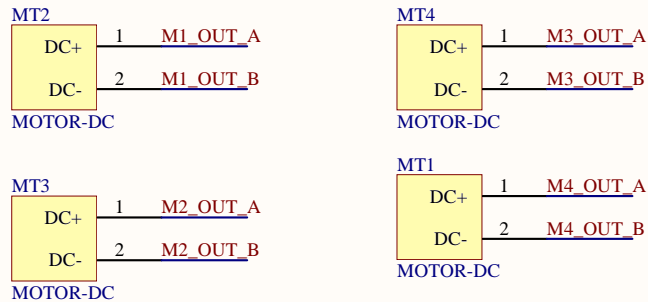 MT2
DC+ 1 M1_OUT_A
DC- 2 M1_OUT_B
MOTOR-DC
MT4
DC+ 1 M3_OUT_A
DC- 2 M3_OUT_B
MOTOR-DC
MT3
DC+ 1 M2_OUT_A
DC- 2 M2_OUT_B
MOTOR-DC
MT1
DC+ 1 M4_OUT_A
DC- 2 M4_OUT_B
MOTOR-DC